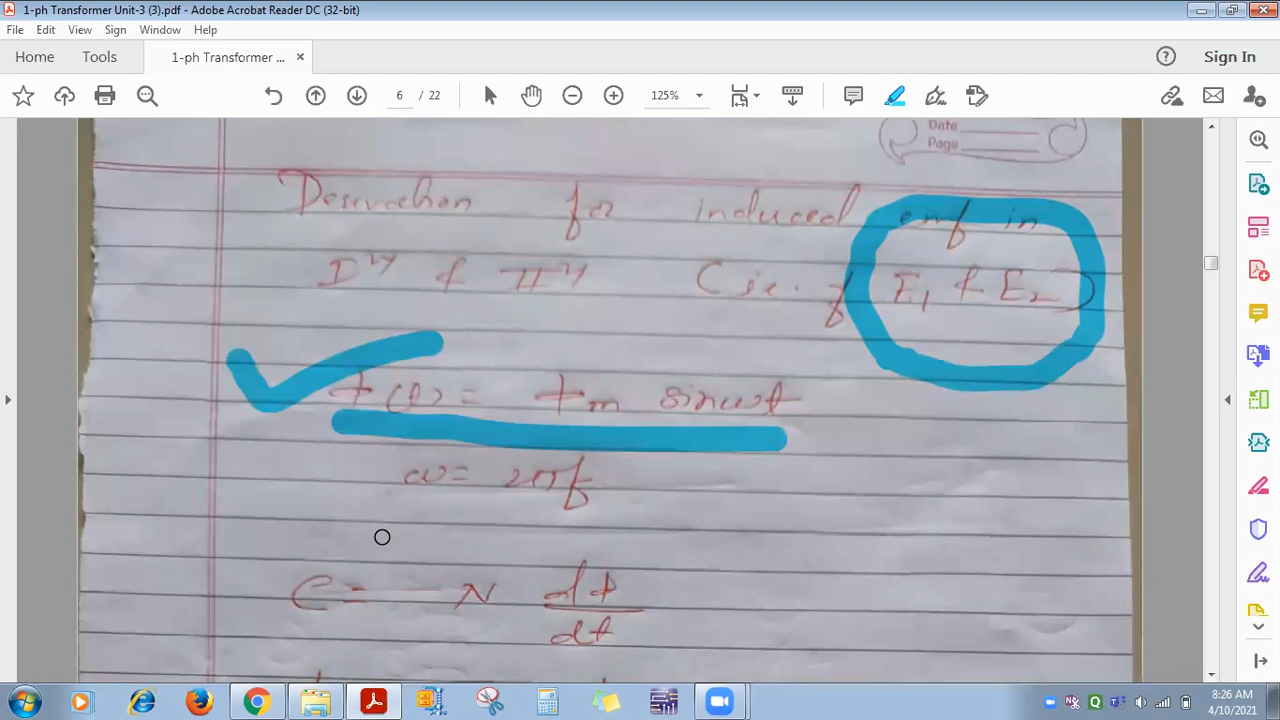 1-ph Transformer Unit-3 (3).pdf - Adobe Acrobat Reader DC (32-bit)
File Edit View Sign Window Help
Home Tools 1-ph Transformer ... × Sign In
6 / 22 125%
Date
Page
Derivation for induced emf in
Iʳʸ & IIʳʸ (i.e. of E₁ & E₂)
ϕ(t) = ϕm sinωt
ω = 2πf
e = - N dϕ/dt
8:26 AM
4/10/2021